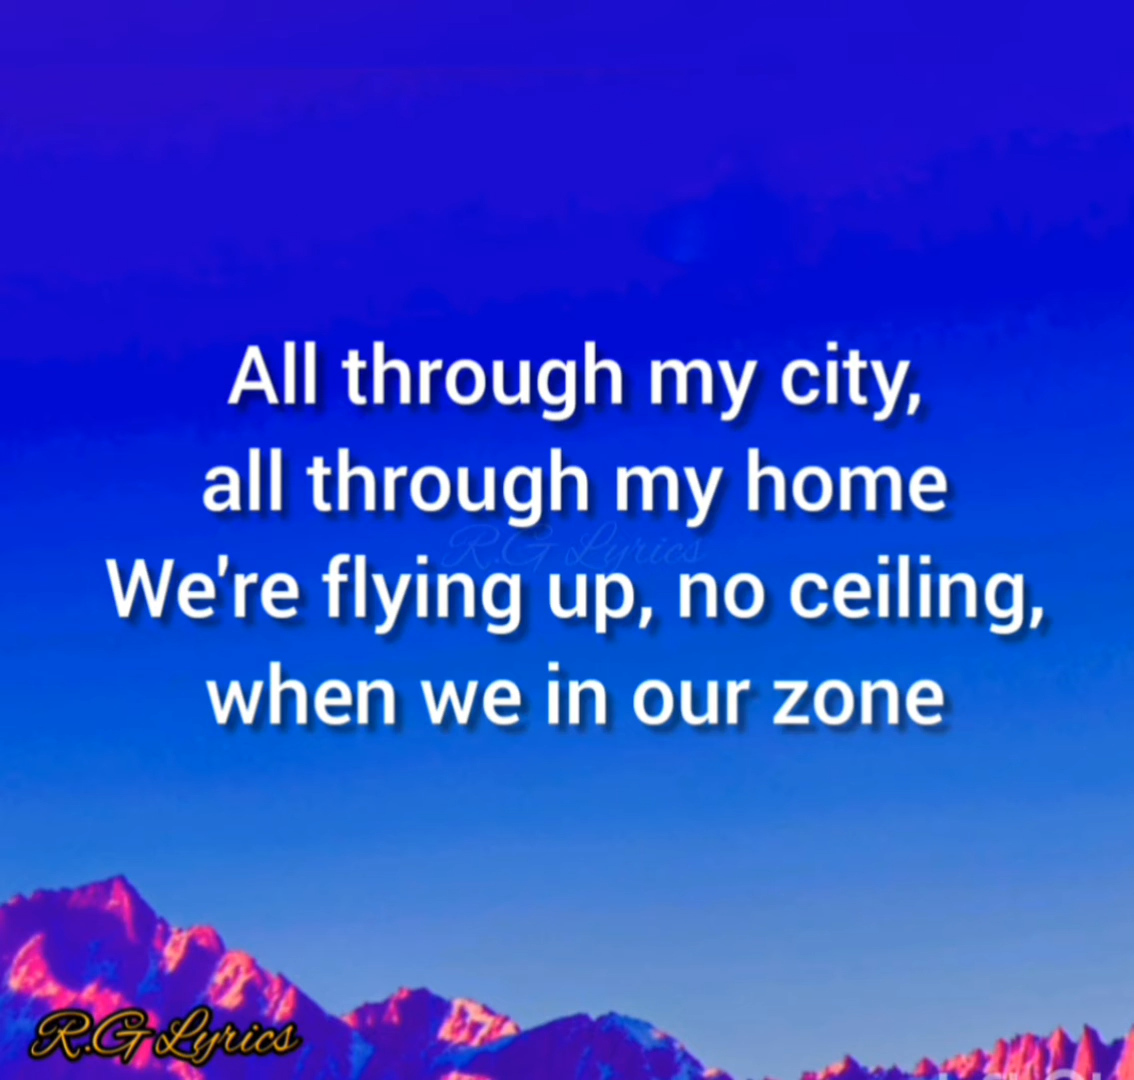 All through my city,
all through my home
R.G Lyrics
We're flying up, no ceiling,
when we in our zone
R.G Lyrics